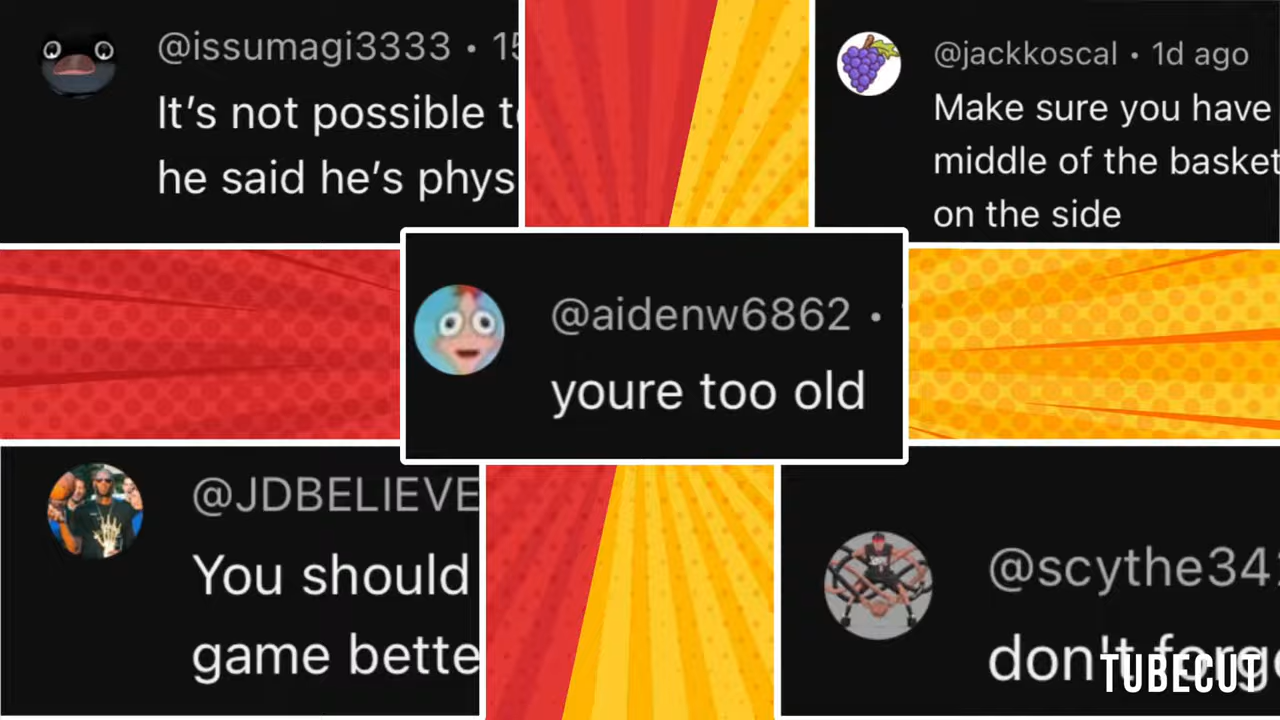 @issumagi3333 • 15
It's not possible t
he said he's phys
@jackkoscal • 1d ago
Make sure you have
middle of the basket
on the side
@aidenw6862 •
youre too old
@JDBELIEVE
You should
game bette
@scythe34
don't forg
TUBECUT